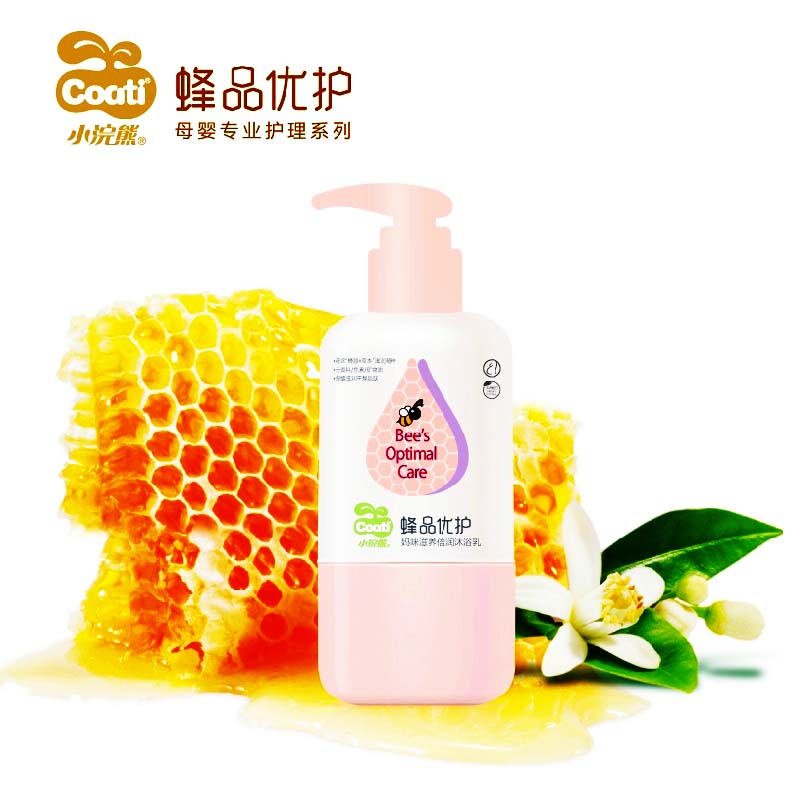 Coati®
小浣熊®
蜂品优护
母婴专业护理系列
Bee's
Optimal
Care
Coati
小浣熊®
蜂品优护
妈咪滋养倍润沐浴乳